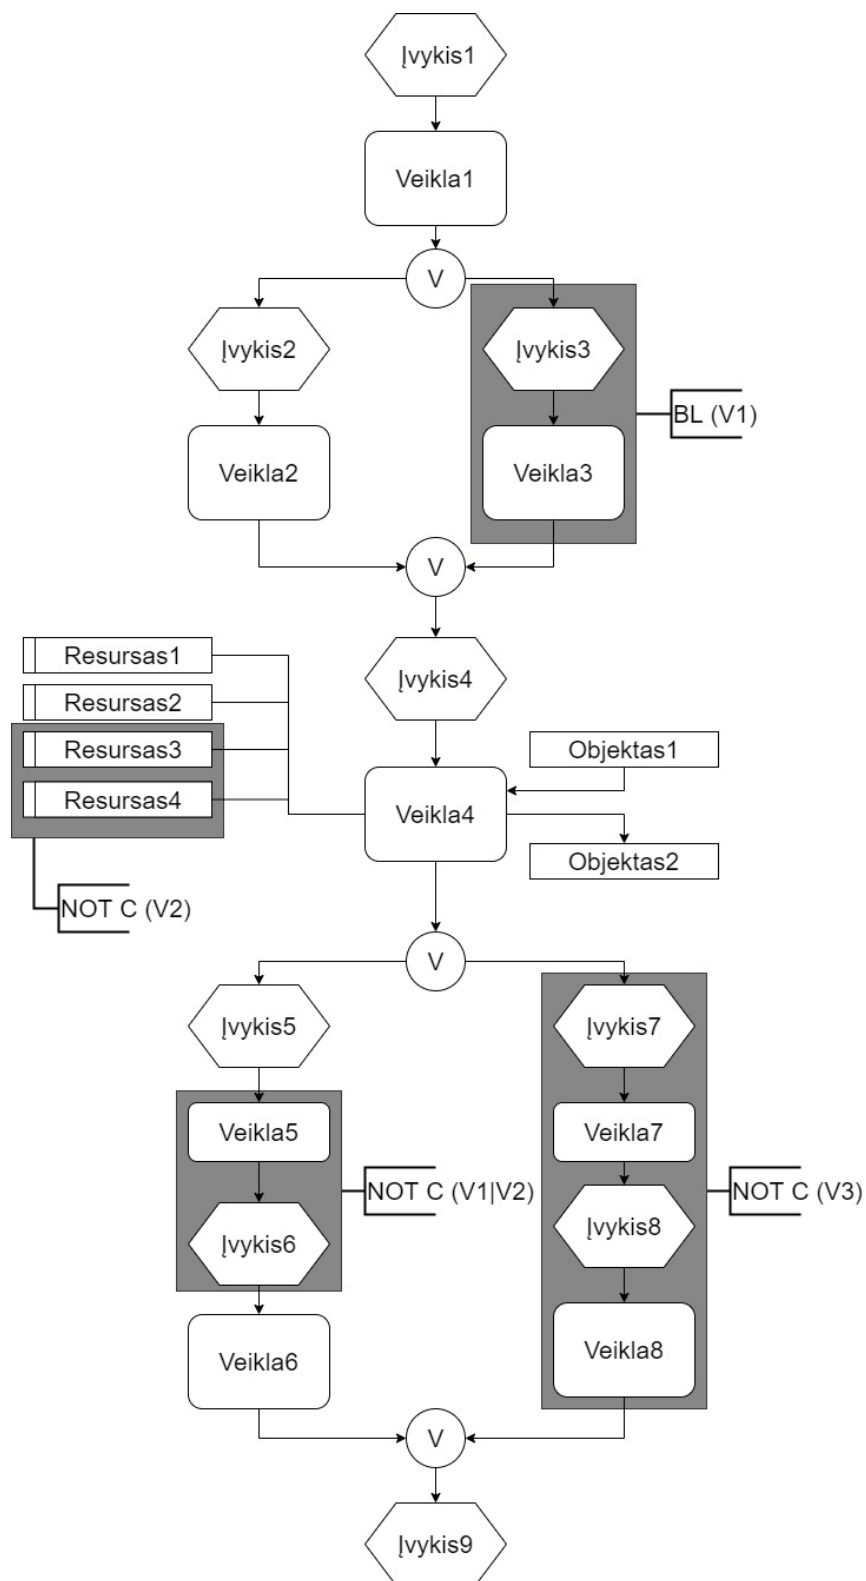 Įvykis1
Veikla1
V
Įvykis2
Įvykis3
BL (V1)
Veikla2
Veikla3
V
Resursas1
Įvykis4
Resursas2
Resursas3
Objektas1
Resursas4
Veikla4
Objektas2
NOT C (V2)
V
Įvykis5
Įvykis7
Veikla5
Veikla7
NOT C (V1|V2)
NOT C (V3)
Įvykis6
Įvykis8
Veikla6
Veikla8
V
Įvykis9